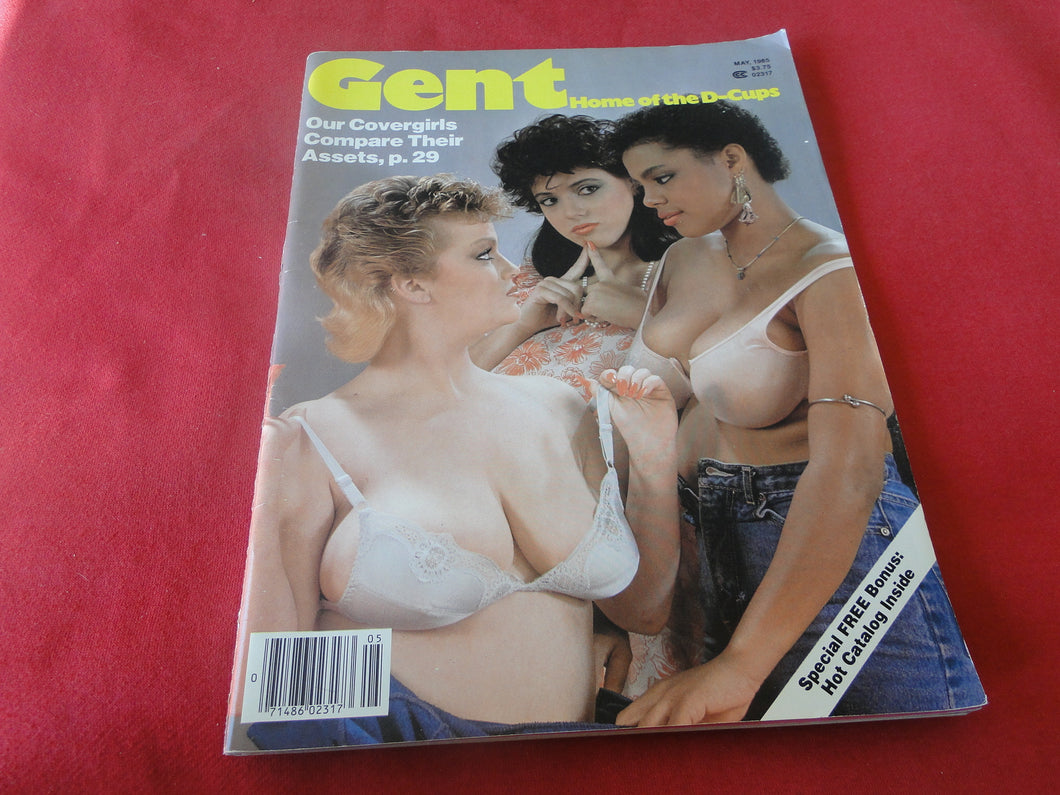 Gent
Home of the D-Cups
MAY, 1985
$3.75
02317
Our Covergirls
Compare Their
Assets, p. 29
Special FREE Bonus:
Hot Catalog Inside
05
0
71486 02317